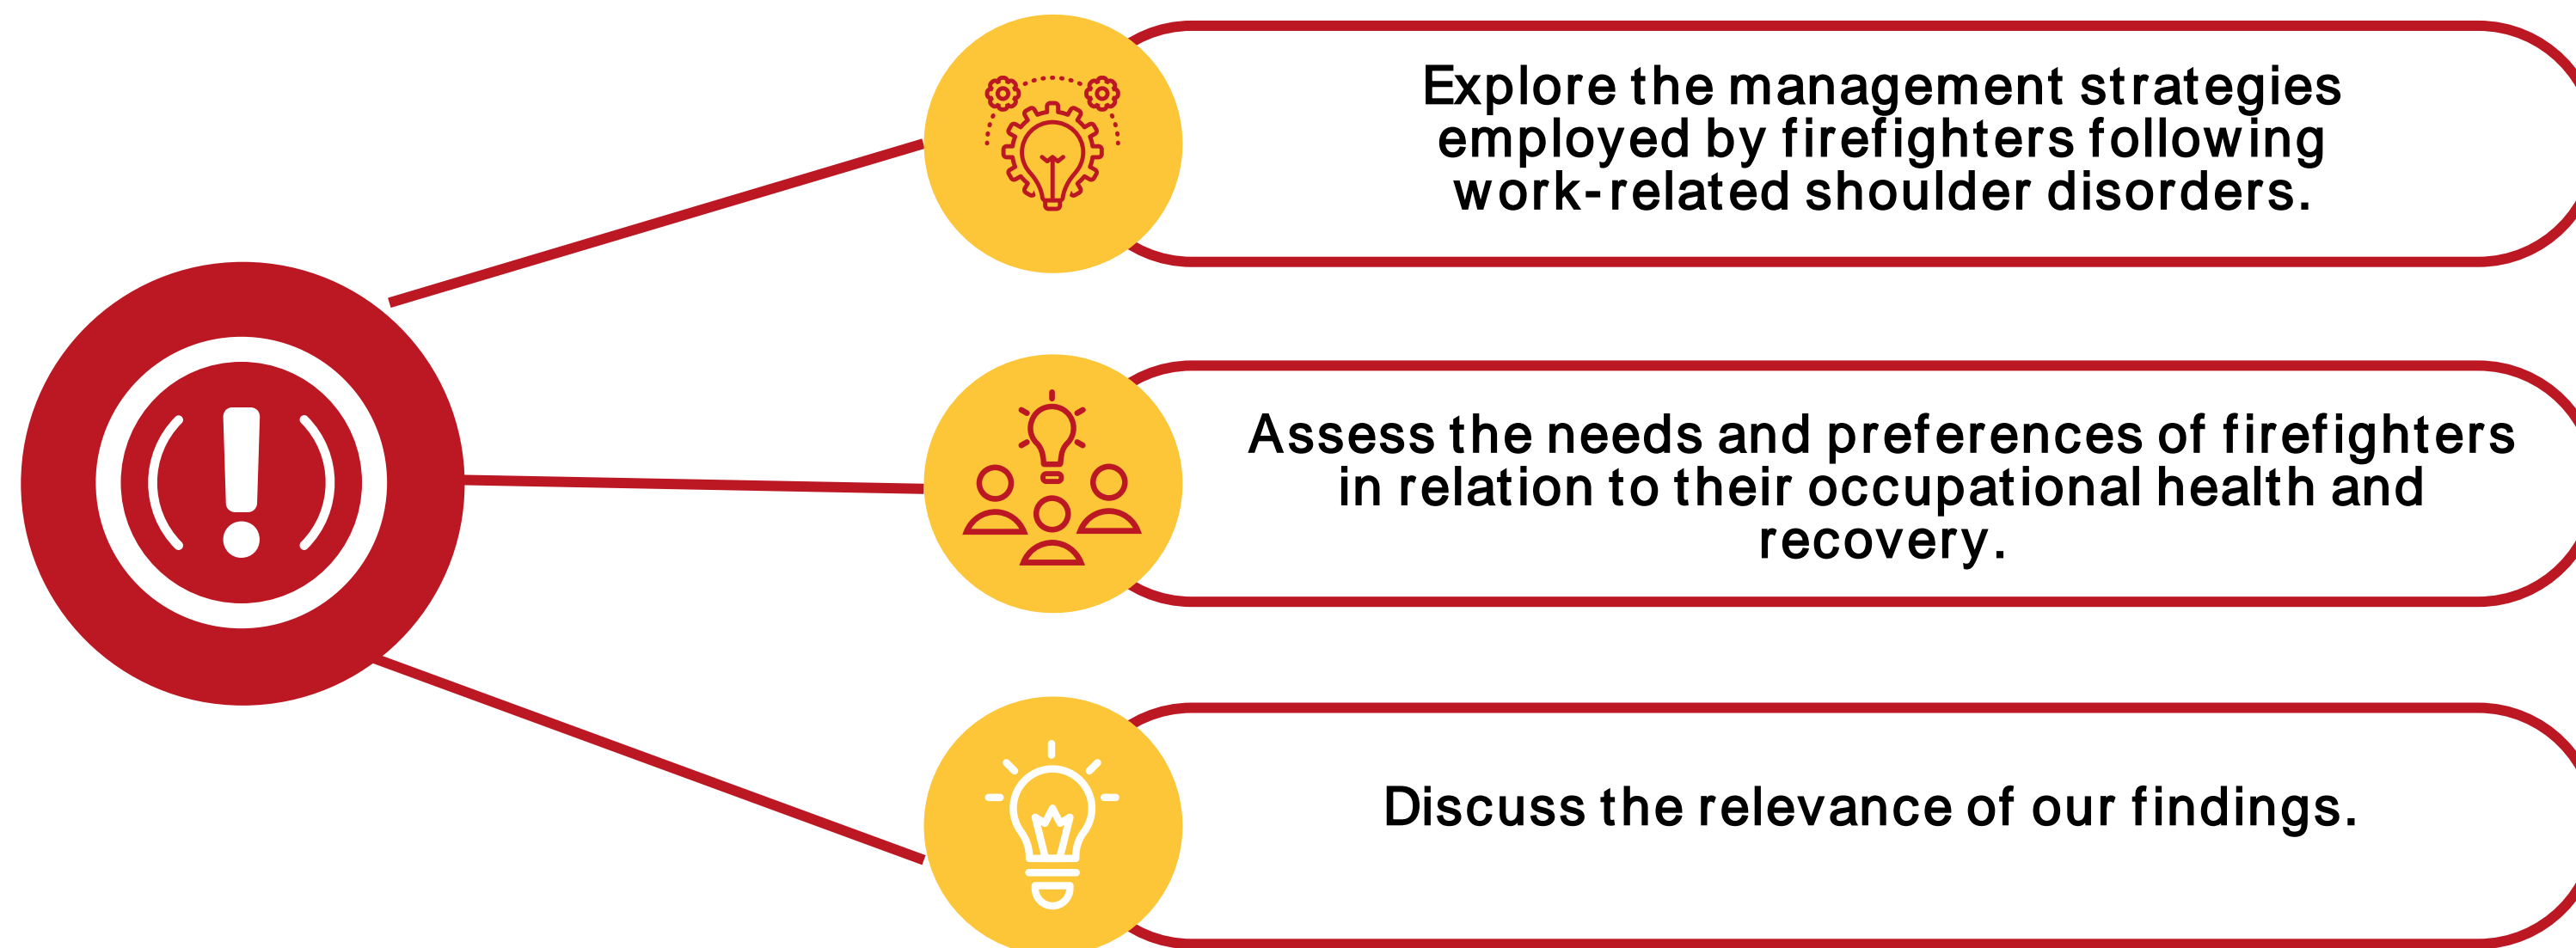 Explore the management strategies
employed by firefighters following
work-related shoulder disorders.
Assess the needs and preferences of firefighters
in relation to their occupational health and
recovery.
Discuss the relevance of our findings.